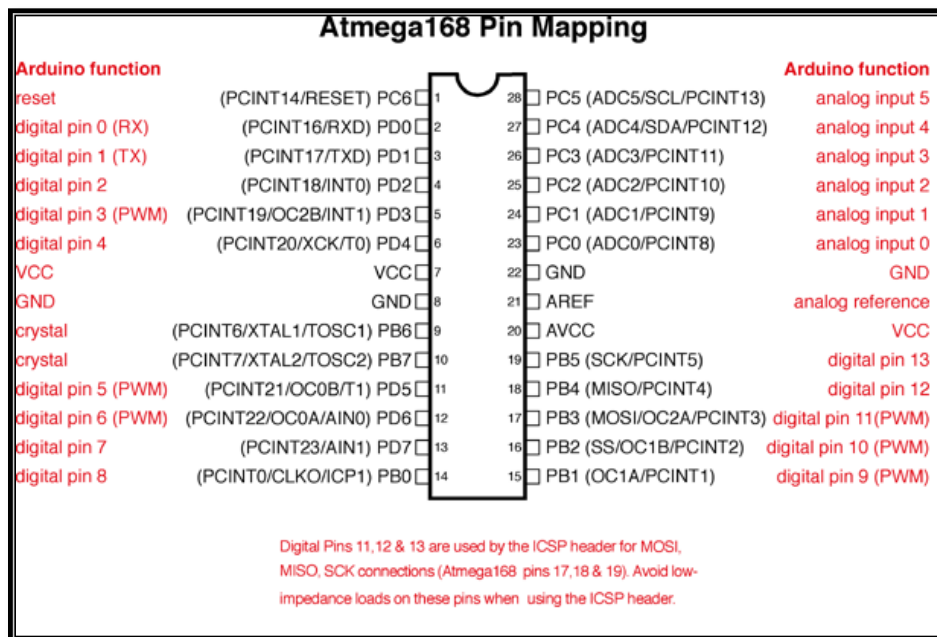 Atmega168 Pin Mapping
Arduino function Arduino function
reset (PCINT14/RESET) PC6 1 28 PC5 (ADC5/SCL/PCINT13) analog input 5
digital pin 0 (RX) (PCINT16/RXD) PD0 2 27 PC4 (ADC4/SDA/PCINT12) analog input 4
digital pin 1 (TX) (PCINT17/TXD) PD1 3 26 PC3 (ADC3/PCINT11) analog input 3
digital pin 2 (PCINT18/INT0) PD2 4 25 PC2 (ADC2/PCINT10) analog input 2
digital pin 3 (PWM) (PCINT19/OC2B/INT1) PD3 5 24 PC1 (ADC1/PCINT9) analog input 1
digital pin 4 (PCINT20/XCK/T0) PD4 6 23 PC0 (ADC0/PCINT8) analog input 0
VCC VCC 7 22 GND GND
GND GND 8 21 AREF analog reference
crystal (PCINT6/XTAL1/TOSC1) PB6 9 20 AVCC VCC
crystal (PCINT7/XTAL2/TOSC2) PB7 10 19 PB5 (SCK/PCINT5) digital pin 13
digital pin 5 (PWM) (PCINT21/OC0B/T1) PD5 11 18 PB4 (MISO/PCINT4) digital pin 12
digital pin 6 (PWM) (PCINT22/OC0A/AIN0) PD6 12 17 PB3 (MOSI/OC2A/PCINT3) digital pin 11(PWM)
digital pin 7 (PCINT23/AIN1) PD7 13 16 PB2 (SS/OC1B/PCINT2) digital pin 10 (PWM)
digital pin 8 (PCINT0/CLKO/ICP1) PB0 14 15 PB1 (OC1A/PCINT1) digital pin 9 (PWM)
Digital Pins 11,12 & 13 are used by the ICSP header for MOSI,
MISO, SCK connections (Atmega168 pins 17,18 & 19). Avoid low-
impedance loads on these pins when using the ICSP header.